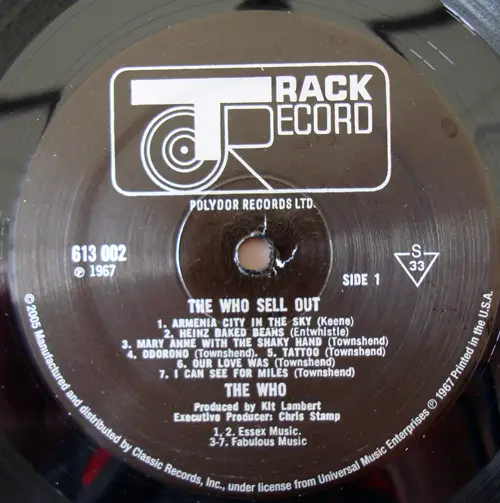 TRACK
RECORD
POLYDOR RECORDS LTD.
613 002
℗ 1967
SIDE 1
S
33
THE WHO SELL OUT
1. ARMENIA CITY IN THE SKY (Keene)
2. HEINZ BAKED BEANS (Entwhistle)
3. MARY ANNE WITH THE SHAKY HAND (Townshend)
4. ODORONO (Townshend). 5. TATTOO (Townshend)
6. OUR LOVE WAS (Townshend)
7. I CAN SEE FOR MILES (Townshend)
THE WHO
Produced by Kit Lambert
Executive Producer: Chris Stamp
1, 2. Essex Music.
3-7. Fabulous Music
© 2005 Manufactured and distributed by Classic Records, Inc., under license from Universal Music Enterprises ℗ 1967 Printed in the U.S.A.